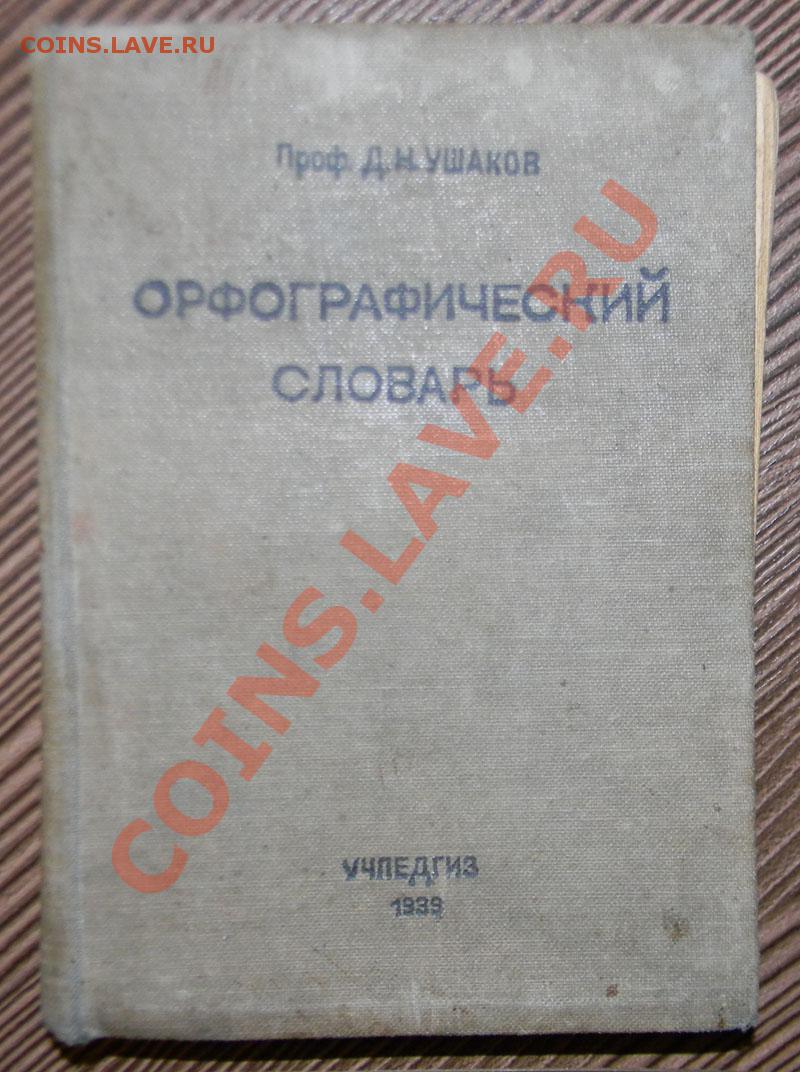 COINS.LAVE.RU
Проф. Д. Н. УШАКОВ
ОРФОГРАФИЧЕСКИЙ
СЛОВАРЬ
COINS.LAVE.RU
УЧПЕДГИЗ
1939